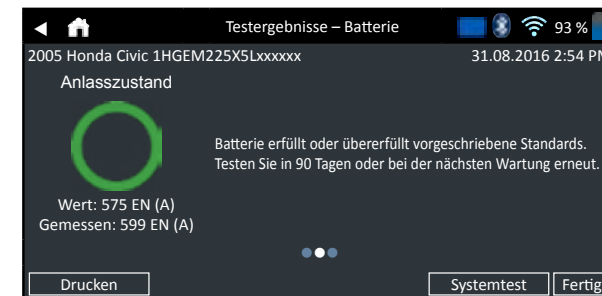 Testergebnisse – Batterie
93 %
2005 Honda Civic 1HGEM225X5Lxxxxxx
31.08.2016 2:54 PM
Anlasszustand
Batterie erfüllt oder übererfüllt vorgeschriebene Standards.
Testen Sie in 90 Tagen oder bei der nächsten Wartung erneut.
Wert: 575 EN (A)
Gemessen: 599 EN (A)
Drucken
Systemtest
Fertig